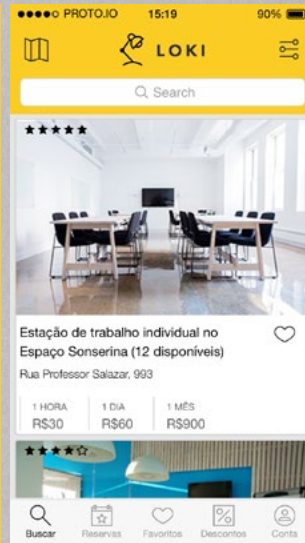 PROTO.IO 15:19 90%
LOKI
Search
Estação de trabalho individual no
Espaço Sonserina (12 disponíveis)
Rua Professor Salazar, 993
1 HORA 1 DIA 1 MÊS
R$30 R$60 R$900
Buscar Reservas Favoritos Descontos Conta